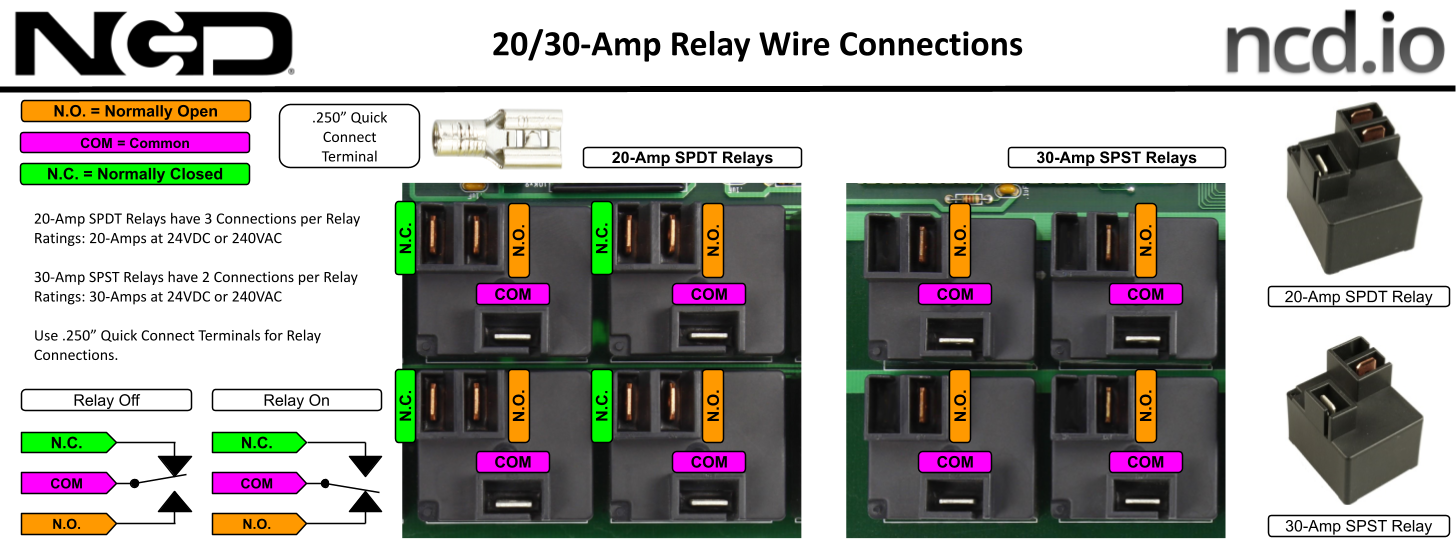 NCD
20/30-Amp Relay Wire Connections
ncd.io
N.O. = Normally Open
COM = Common
N.C. = Normally Closed
.250” Quick
Connect
Terminal
20-Amp SPDT Relays
30-Amp SPST Relays
20-Amp SPDT Relays have 3 Connections per Relay
Ratings: 20-Amps at 24VDC or 240VAC
30-Amp SPST Relays have 2 Connections per Relay
Ratings: 30-Amps at 24VDC or 240VAC
Use .250” Quick Connect Terminals for Relay
Connections.
Relay Off
Relay On
N.C.
COM
N.O.
N.C.
COM
N.O.
N.C.
N.O.
COM
N.C.
N.O.
COM
N.C.
N.O.
COM
N.C.
N.O.
COM
N.O.
COM
N.O.
COM
N.O.
COM
N.O.
COM
20-Amp SPDT Relay
30-Amp SPST Relay